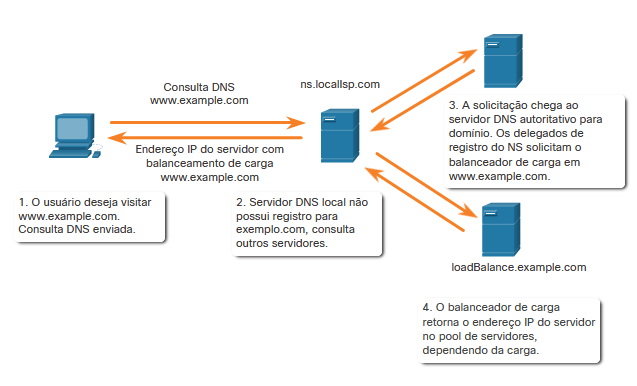 Consulta DNS
www.example.com
ns.localIsp.com
Endereço IP do servidor com
balanceamento de carga
www.example.com
1. O usuário deseja visitar
www.example.com.
Consulta DNS enviada.
2. Servidor DNS local não
possui registro para
exemplo.com, consulta
outros servidores.
3. A solicitação chega ao
servidor DNS autoritativo para
domínio. Os delegados de
registro do NS solicitam o
balanceador de carga em
www.example.com.
loadBalance.example.com
4. O balanceador de carga
retorna o endereço IP do servidor
no pool de servidores,
dependendo da carga.